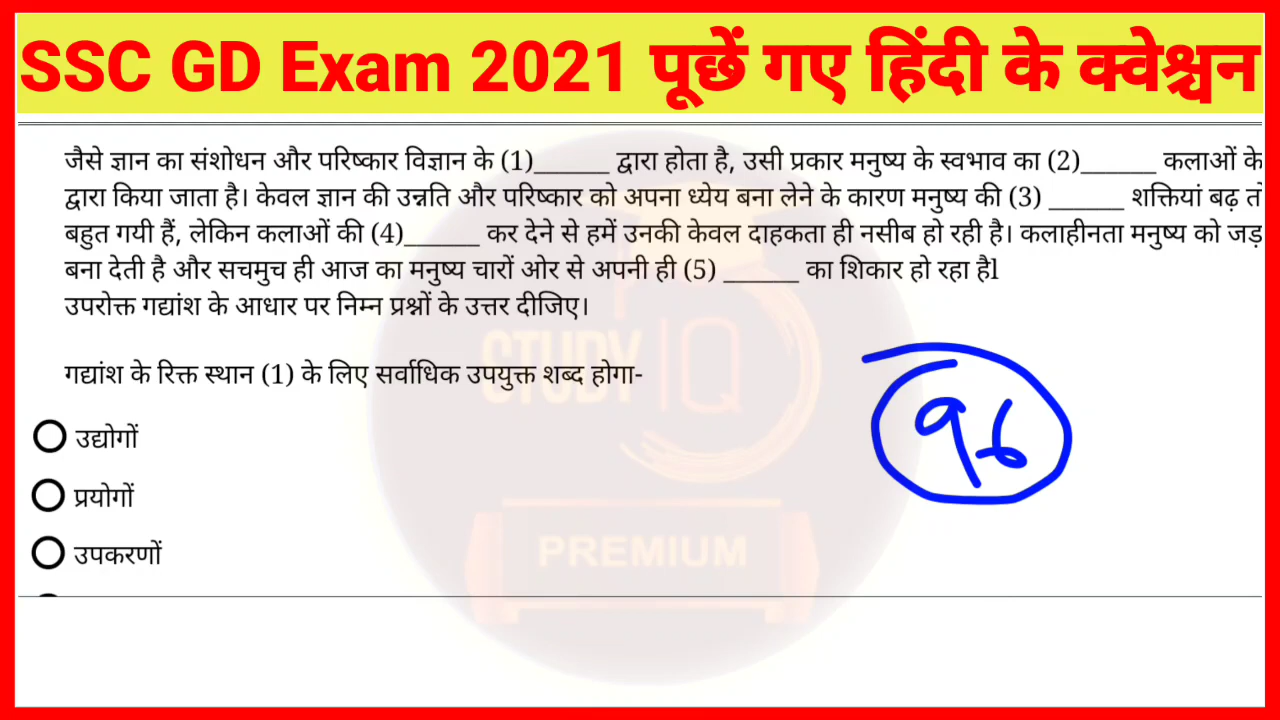 SSC GD Exam 2021 पूछें गए हिंदी के क्वेश्चन
जैसे ज्ञान का संशोधन और परिष्कार विज्ञान के (1)______ द्वारा होता है, उसी प्रकार मनुष्य के स्वभाव का (2)______ कलाओं के
द्वारा किया जाता है। केवल ज्ञान की उन्नति और परिष्कार को अपना ध्येय बना लेने के कारण मनुष्य की (3) ______ शक्तियां बढ़ तो
बहुत गयी हैं, लेकिन कलाओं की (4)______ कर देने से हमें उनकी केवल दाहकता ही नसीब हो रही है। कलाहीनता मनुष्य को जड़
बना देती है और सचमुच ही आज का मनुष्य चारों ओर से अपनी ही (5) ______ का शिकार हो रहा हैl
उपरोक्त गद्यांश के आधार पर निम्न प्रश्नों के उत्तर दीजिए।
STUDY IQ
गद्यांश के रिक्त स्थान (1) के लिए सर्वाधिक उपयुक्त शब्द होगा-
उद्योगों
प्रयोगों
उपकरणों
PREMIUM